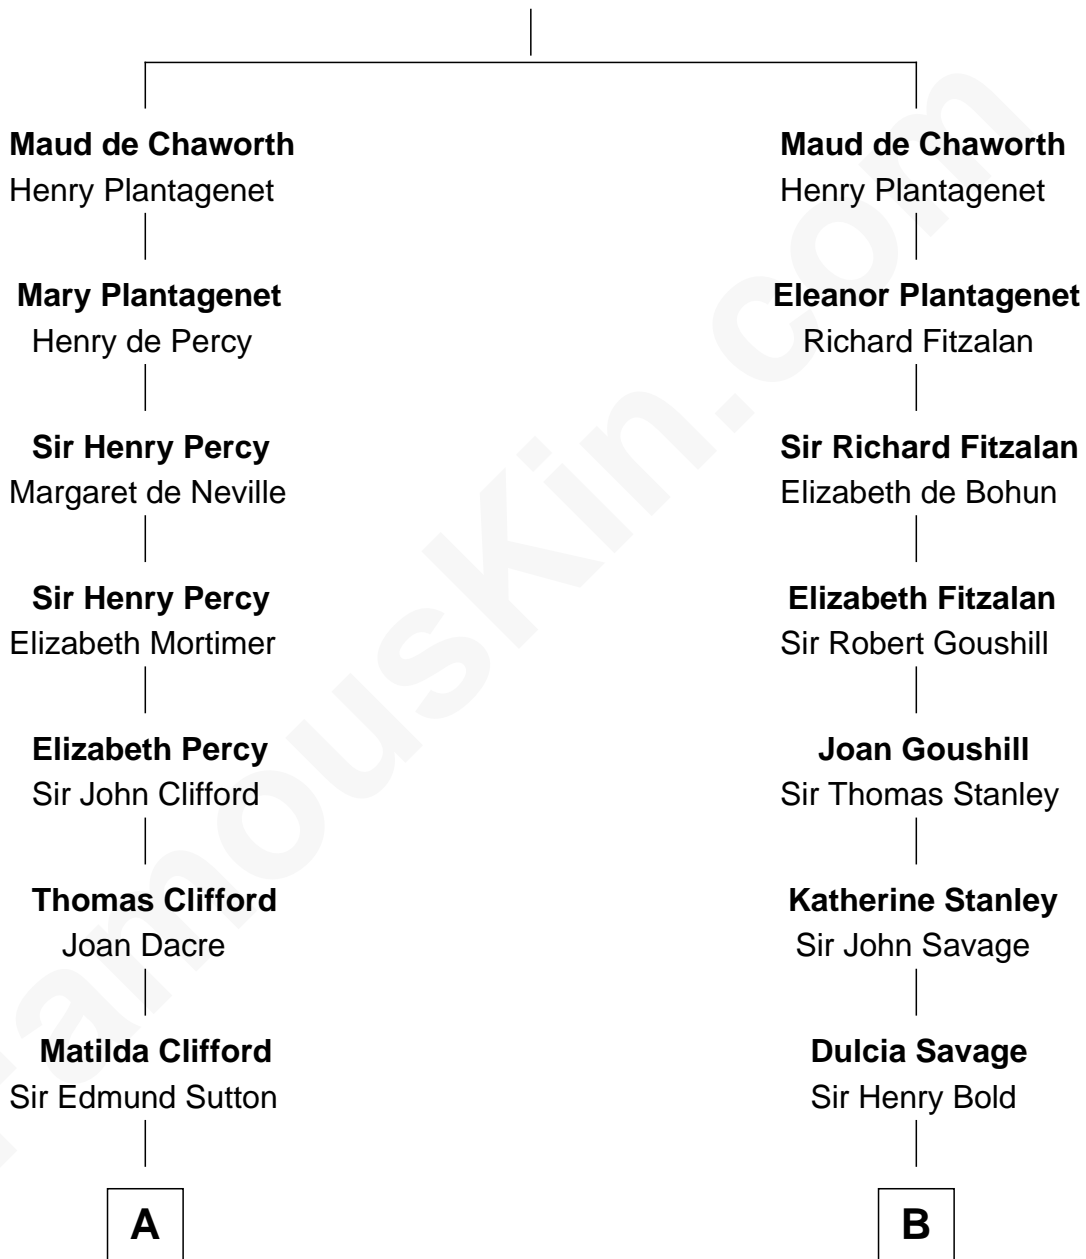 Maud de Chaworth
Henry Plantagenet
Mary Plantagenet
Henry de Percy
Sir Henry Percy
Margaret de Neville
Sir Henry Percy
Elizabeth Mortimer
Elizabeth Percy
Sir John Clifford
Thomas Clifford
Joan Dacre
Matilda Clifford
Sir Edmund Sutton
A
Maud de Chaworth
Henry Plantagenet
Eleanor Plantagenet
Richard Fitzalan
Sir Richard Fitzalan
Elizabeth de Bohun
Elizabeth Fitzalan
Sir Robert Goushill
Joan Goushill
Sir Thomas Stanley
Katherine Stanley
Sir John Savage
Dulcia Savage
Sir Henry Bold
B
FamousKin.com